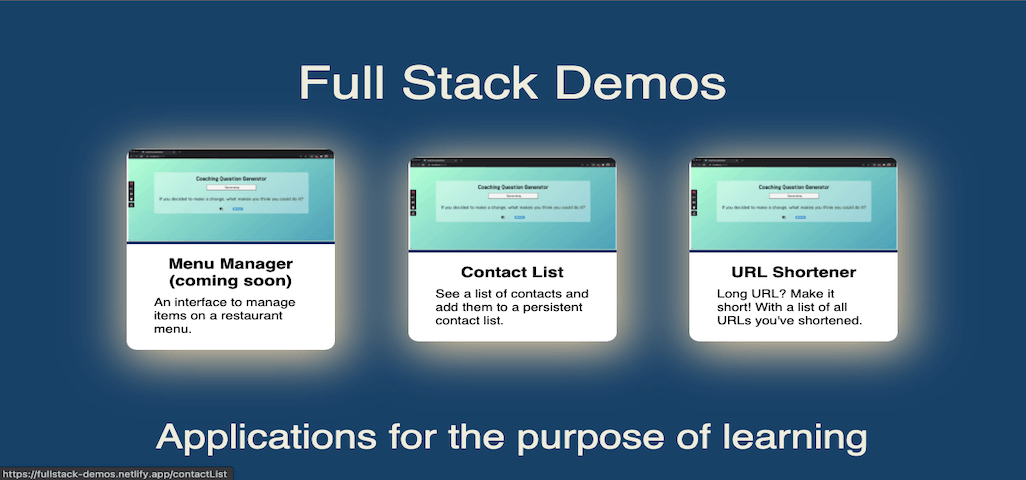 Full Stack Demos
Coaching Question Generator
If you decided to make a change, what makes you think you could do it?
Coaching Question Generator
If you decided to make a change, what makes you think you could do it?
Coaching Question Generator
If you decided to make a change, what makes you think you could do it?
Menu Manager
(coming soon)
An interface to manage
items on a restaurant
menu.
Contact List
See a list of contacts and
add them to a persistent
contact list.
URL Shortener
Long URL? Make it
short! With a list of all
URLs you've shortened.
Applications for the purpose of learning
https://fullstack-demos.netlify.app/contactList